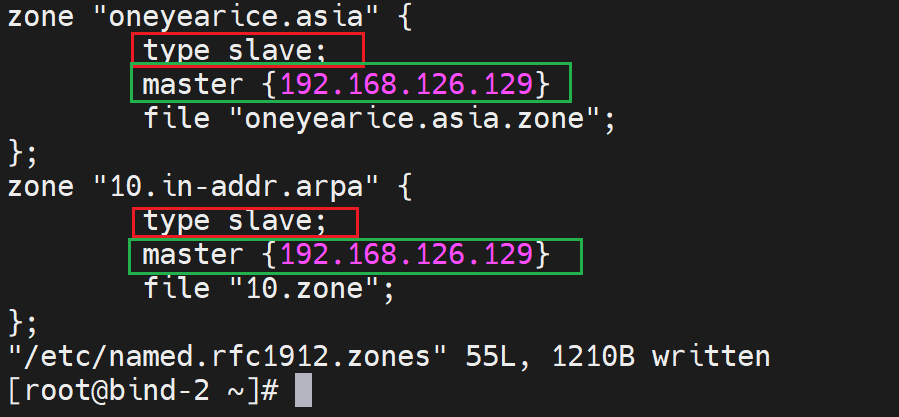 zone "oneyearice.asia" {
type slave;
master {192.168.126.129}
file "oneyearice.asia.zone";
};
zone "10.in-addr.arpa" {
type slave;
master {192.168.126.129}
file "10.zone";
};
"/etc/named.rfc1912.zones" 55L, 1210B written
[root@bind-2 ~]#